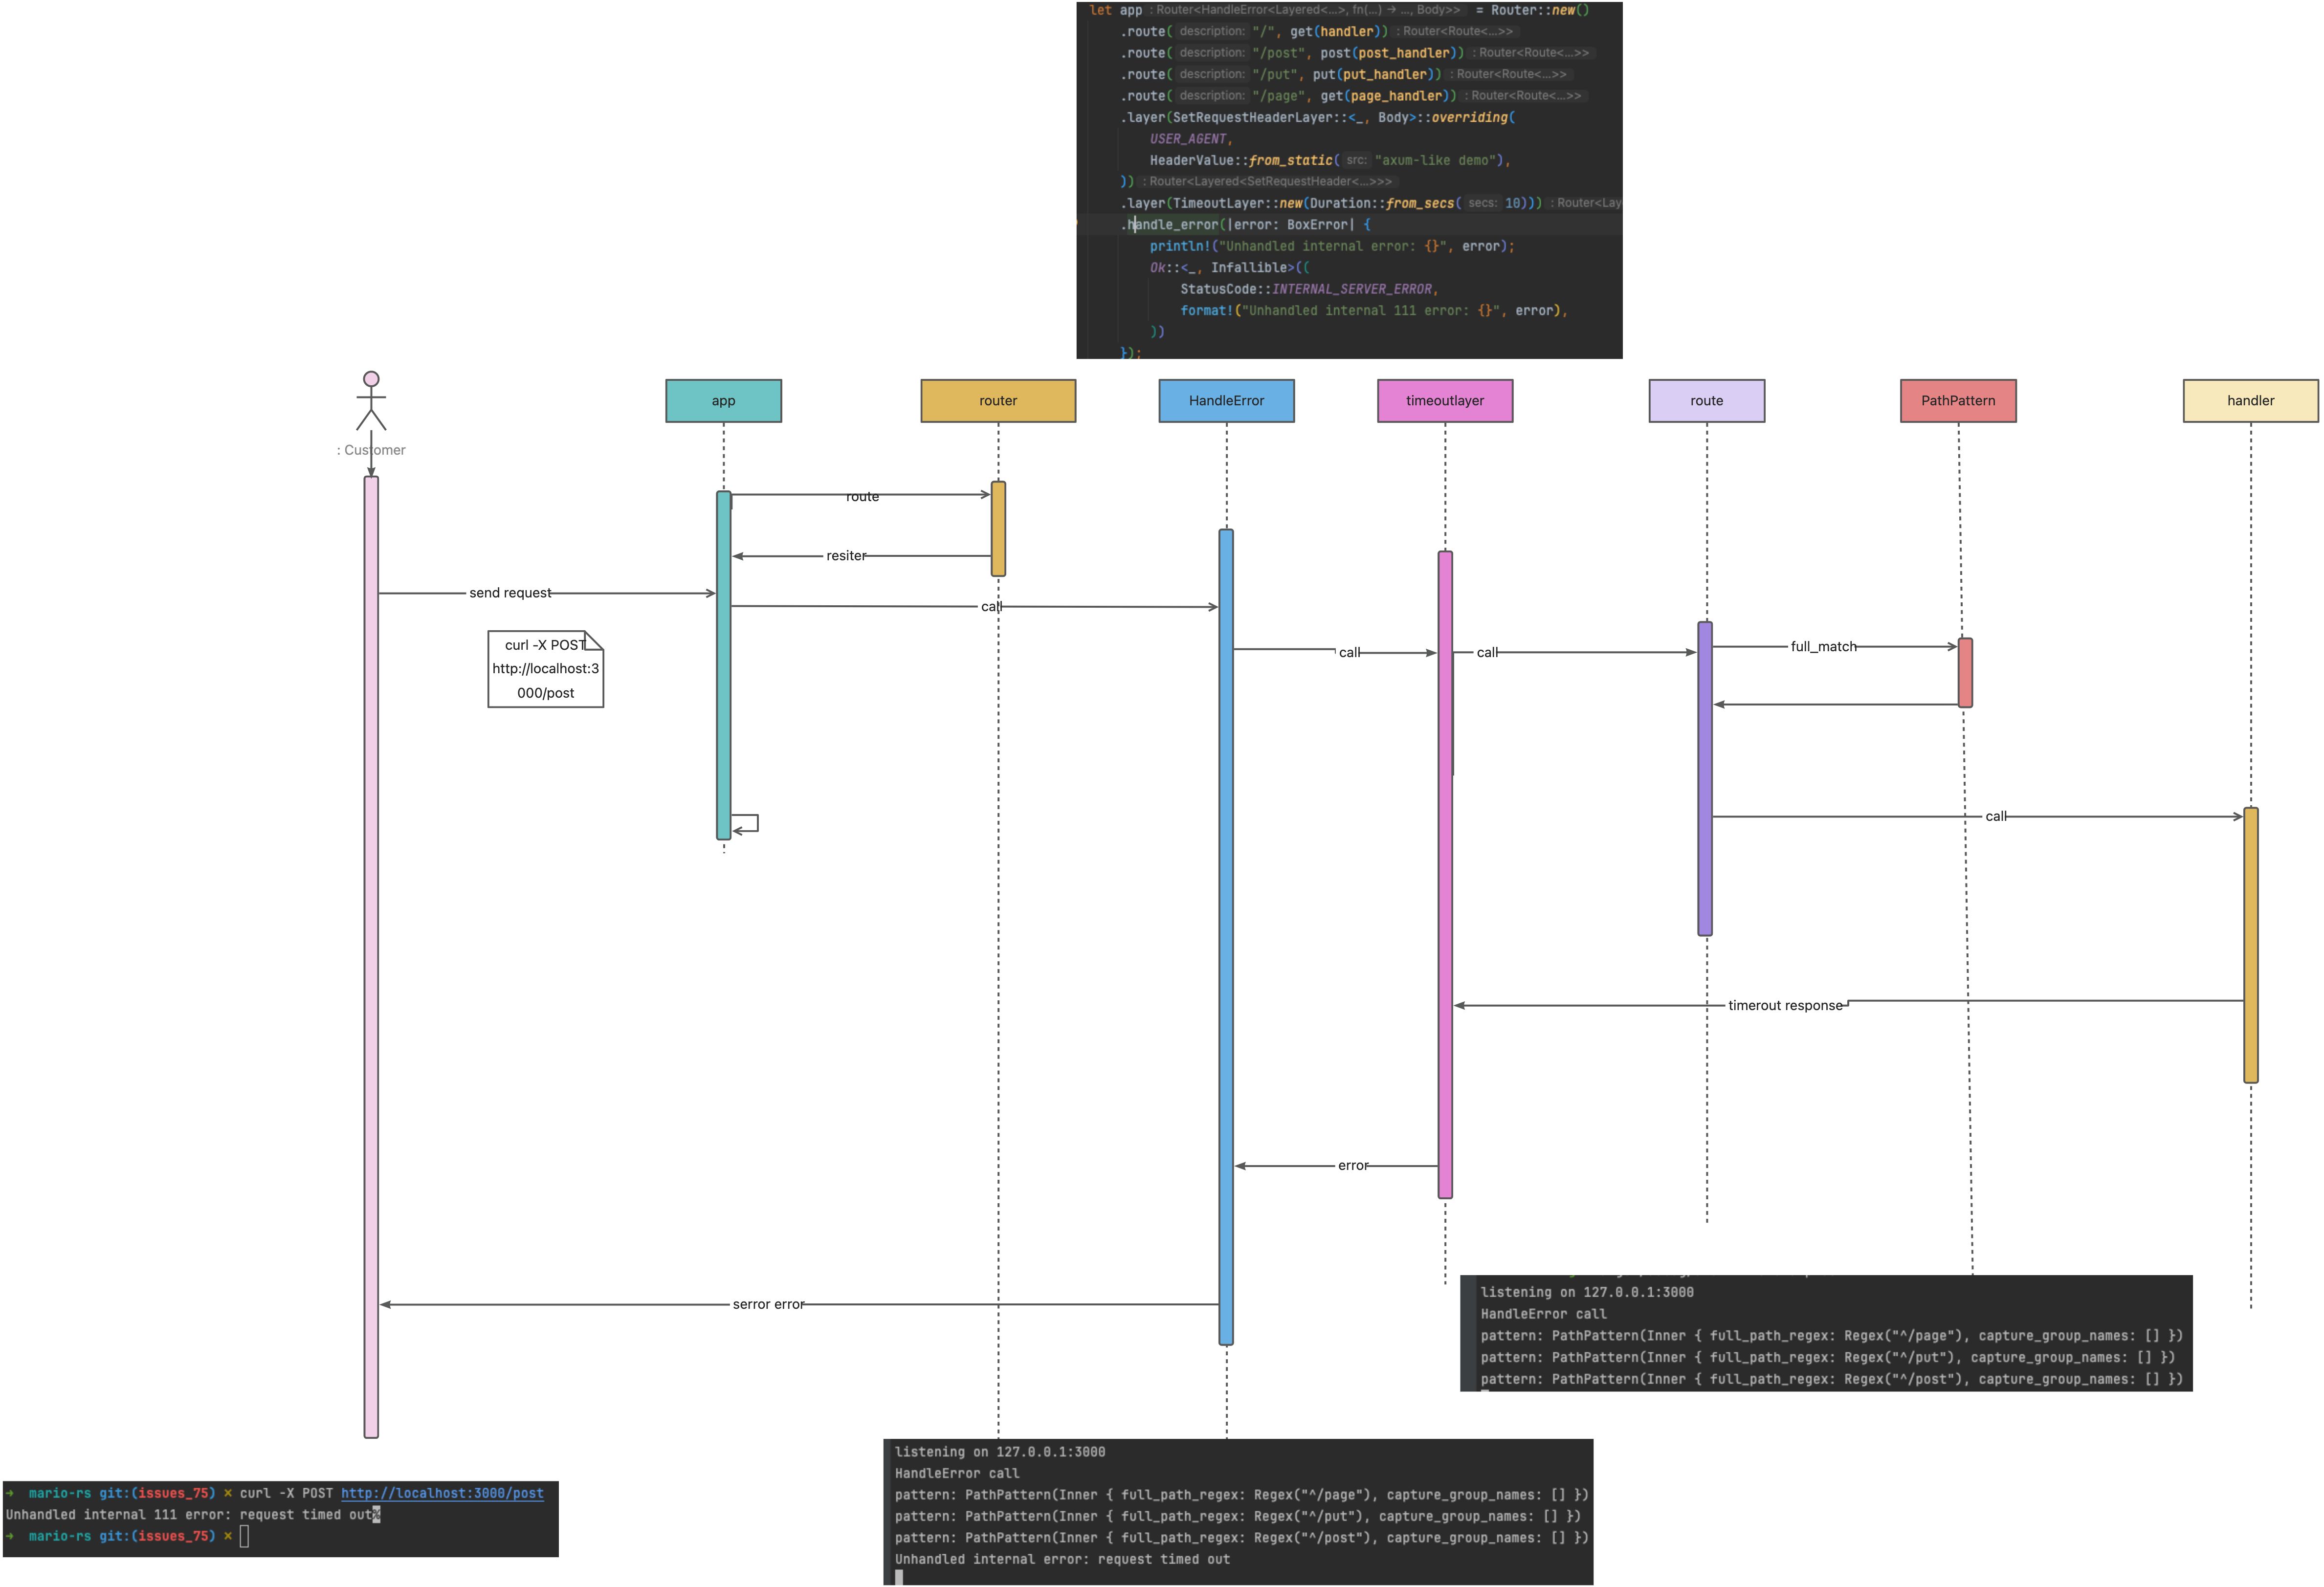 let app : Router<HandleError<Layered<...>, fn(...) → ..., Body>> = Router::new()
.route( description: "/", get(handler)) : Router<Route<...>>
.route( description: "/post", post(post_handler)) : Router<Route<...>>
.route( description: "/put", put(put_handler)) : Router<Route<...>>
.route( description: "/page", get(page_handler)) : Router<Route<...>>
.layer(SetRequestHeaderLayer::<_, Body>::overriding(
USER_AGENT,
HeaderValue::from_static( src: "axum-like demo"),
)) : Router<Layered<SetRequestHeader<...>>>
.layer(TimeoutLayer::new(Duration::from_secs( secs: 10))) : Router<Lay
.handle_error(|error: BoxError| {
println!("Unhandled internal error: {}", error);
Ok::<_, Infallible>((
StatusCode::INTERNAL_SERVER_ERROR,
format!("Unhandled internal 111 error: {}", error),
))
});
app
router
HandleError
timeoutlayer
route
PathPattern
handler
: Customer
route
resiter
send request
call
curl -X POST
http://localhost:3
000/post
call
call
full_match
call
timerout response
error
serror error
listening on 127.0.0.1:3000
HandleError call
pattern: PathPattern(Inner { full_path_regex: Regex("^/page"), capture_group_names: [] })
pattern: PathPattern(Inner { full_path_regex: Regex("^/put"), capture_group_names: [] })
pattern: PathPattern(Inner { full_path_regex: Regex("^/post"), capture_group_names: [] })
listening on 127.0.0.1:3000
HandleError call
pattern: PathPattern(Inner { full_path_regex: Regex("^/page"), capture_group_names: [] })
pattern: PathPattern(Inner { full_path_regex: Regex("^/put"), capture_group_names: [] })
pattern: PathPattern(Inner { full_path_regex: Regex("^/post"), capture_group_names: [] })
Unhandled internal error: request timed out
→ mario-rs git:(issues_75) × curl -X POST http://localhost:3000/post
Unhandled internal 111 error: request timed out%
→ mario-rs git:(issues_75) ×